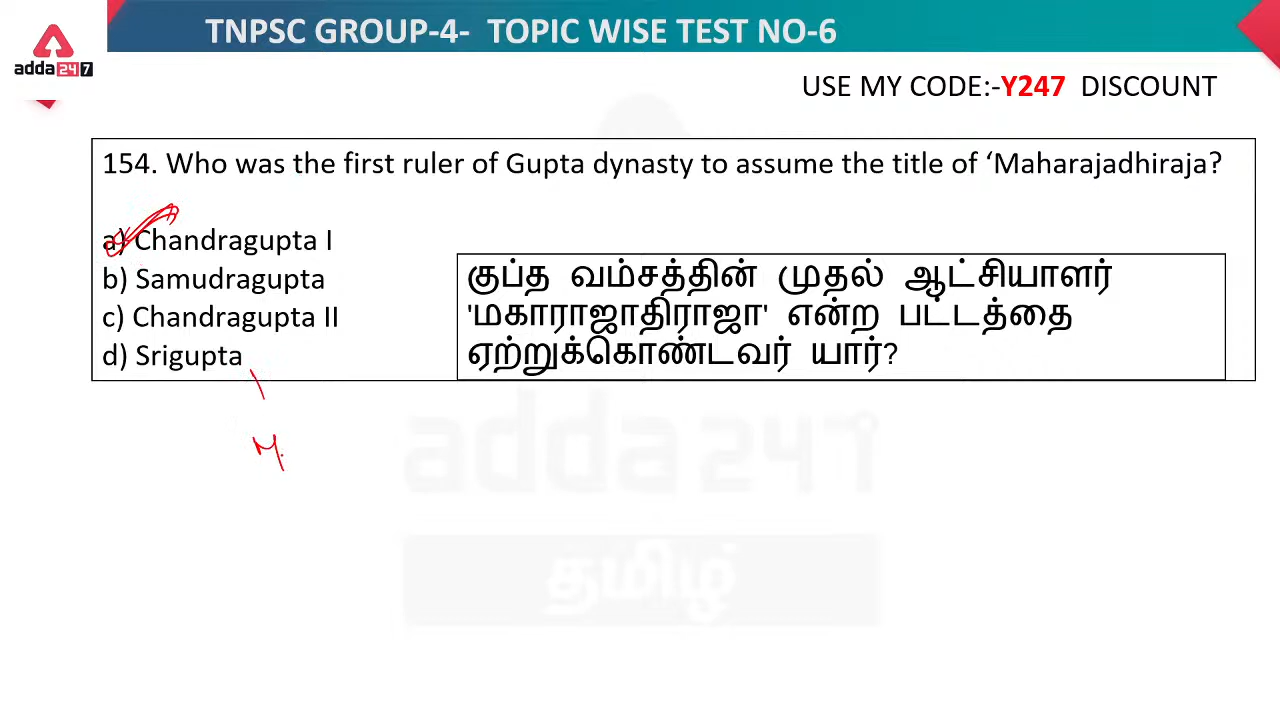 TNPSC GROUP-4- TOPIC WISE TEST NO-6
adda247
USE MY CODE:-Y247 DISCOUNT
154. Who was the first ruler of Gupta dynasty to assume the title of ‘Maharajadhiraja?
a) Chandragupta I
b) Samudragupta
c) Chandragupta II
d) Srigupta
குப்த வம்சத்தின் முதல் ஆட்சியாளர்
'மகாராஜாதிராஜா' என்ற பட்டத்தை
ஏற்றுக்கொண்டவர் யார்?
M
adda247
தமிழ்